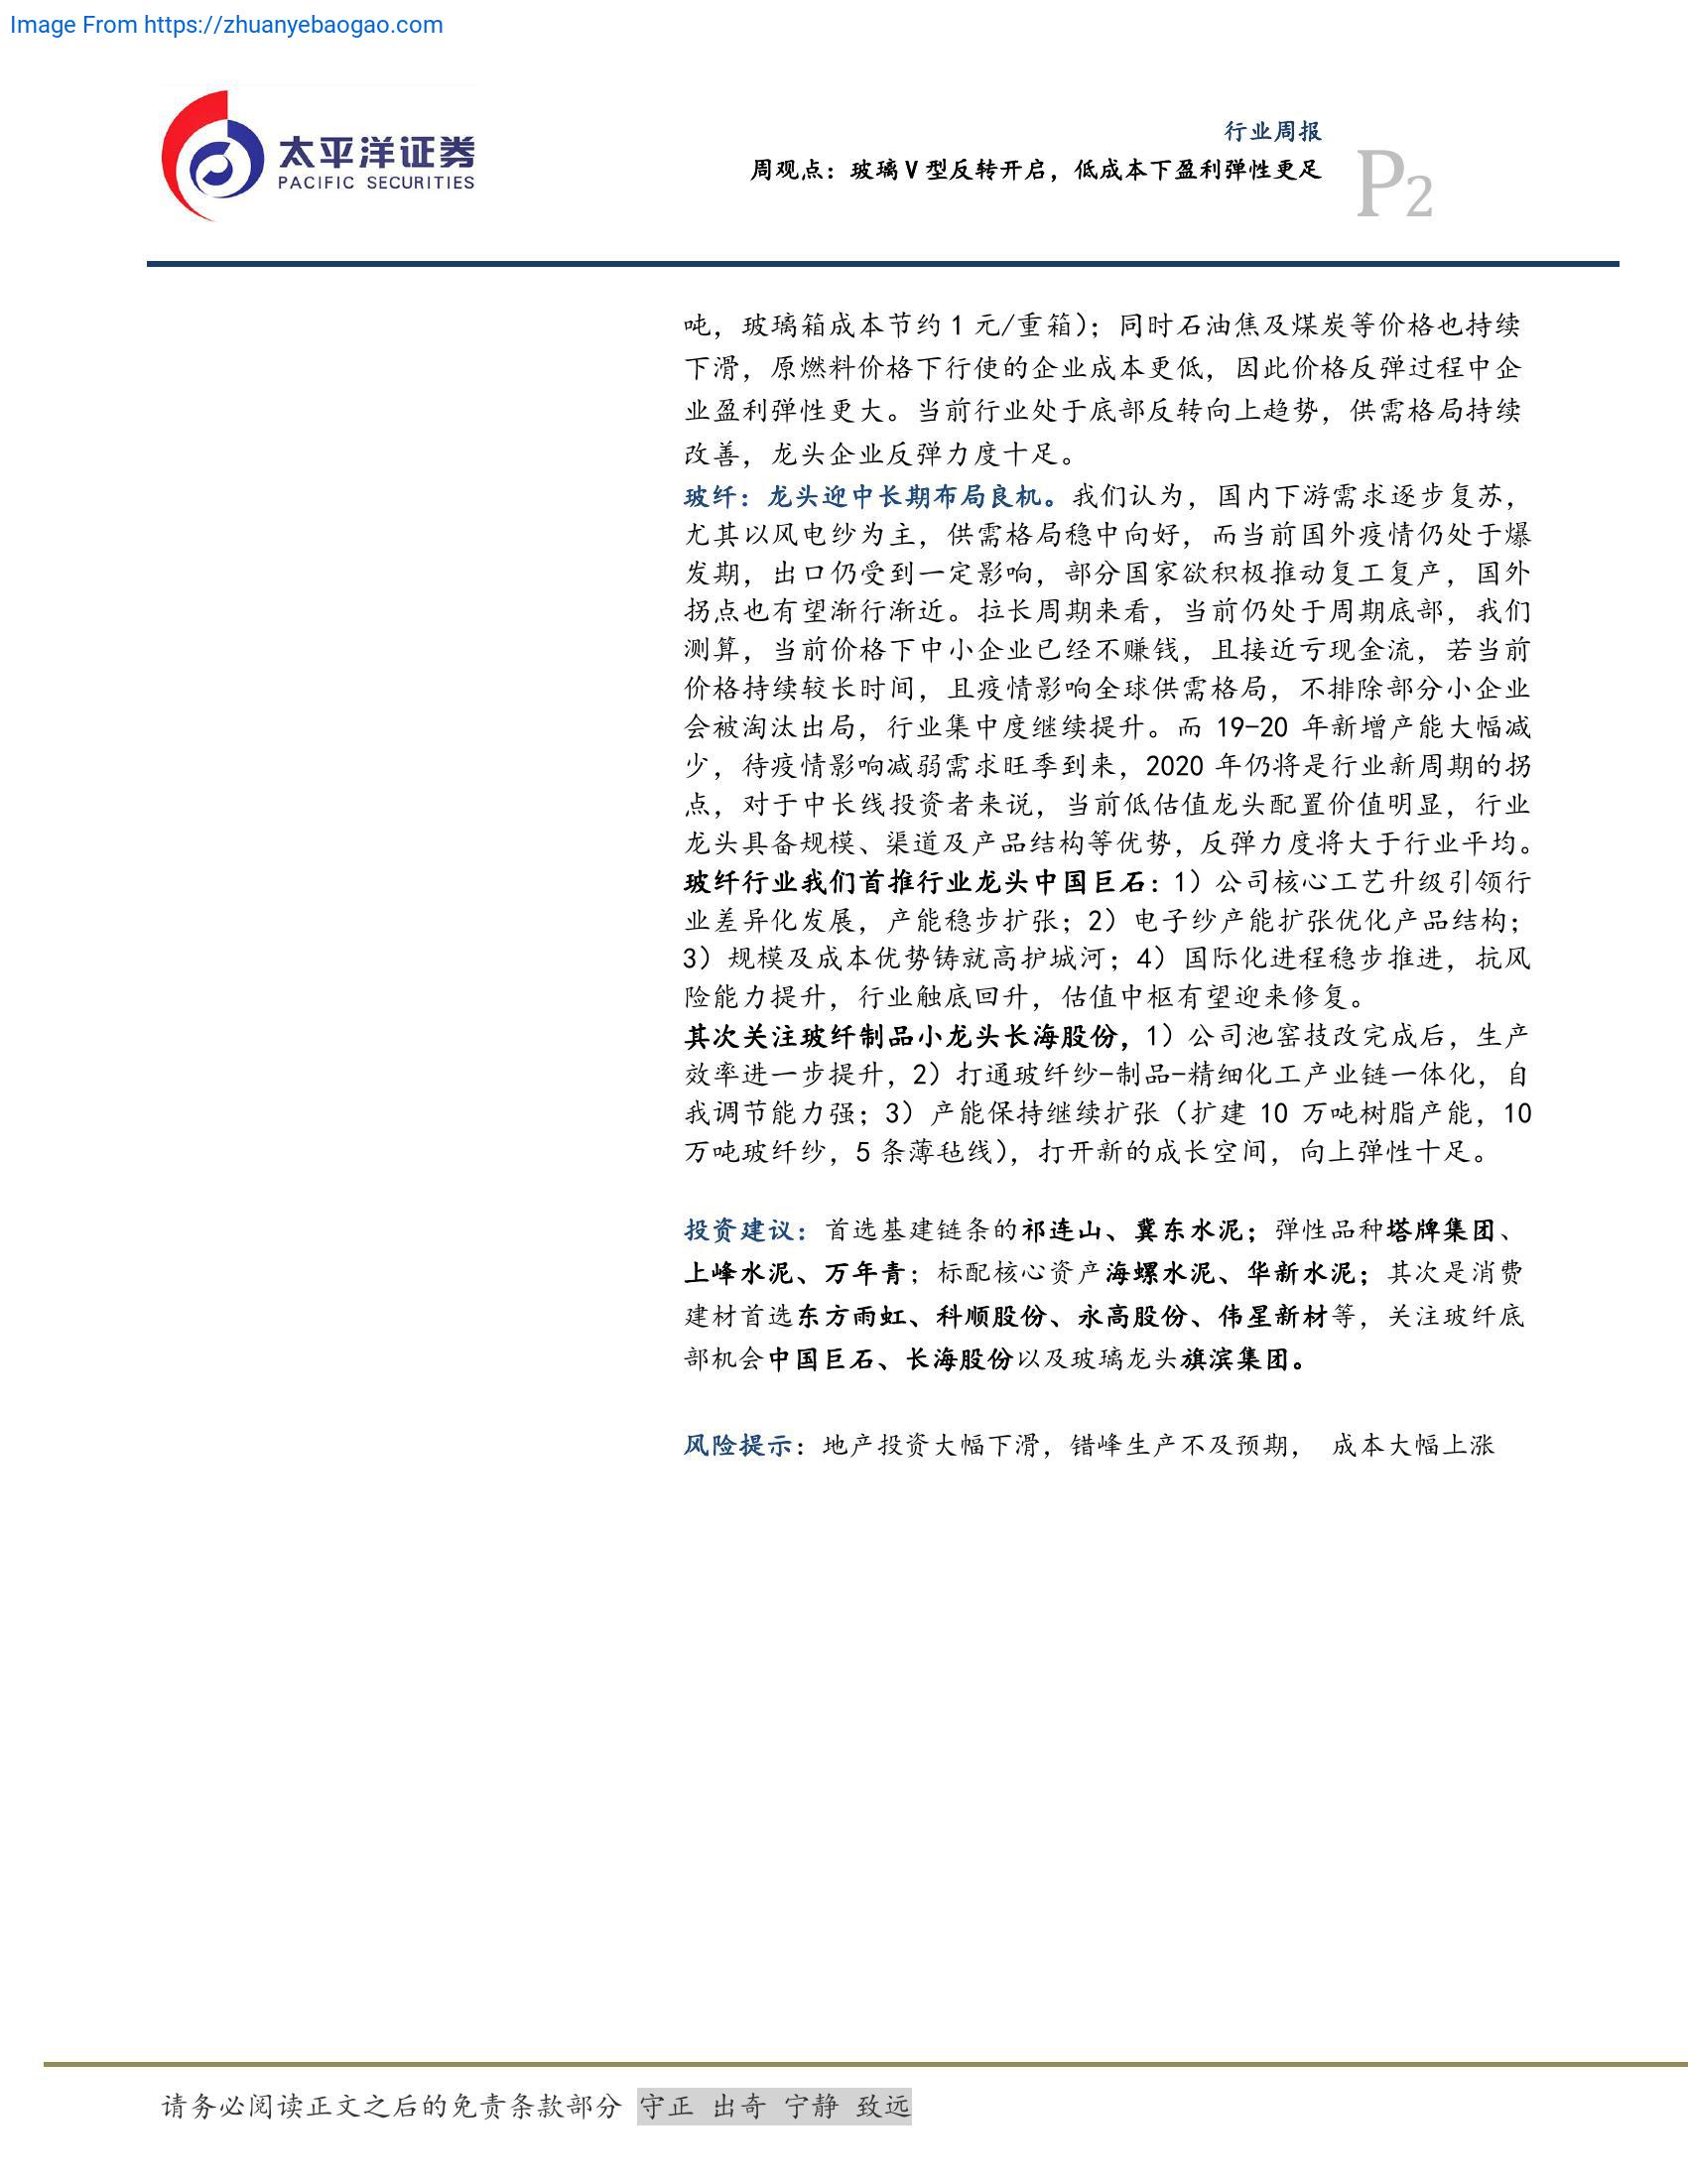 Image From https://zhuanyebaogao.com
太平洋证券
PACIFIC SECURITIES
行业周报
周观点：玻璃 V 型反转开启，低成本下盈利弹性更足
P2
吨，玻璃箱成本节约 1 元/重箱）；同时石油焦及煤炭等价格也持续
下滑，原燃料价格下行使的企业成本更低，因此价格反弹过程中企
业盈利弹性更大。当前行业处于底部反转向上趋势，供需格局持续
改善，龙头企业反弹力度十足。
玻纤：龙头迎中长期布局良机。我们认为，国内下游需求逐步复苏，
尤其以风电纱为主，供需格局稳中向好，而当前国外疫情仍处于爆
发期，出口仍受到一定影响，部分国家欲积极推动复工复产，国外
拐点也有望渐行渐近。拉长周期来看，当前仍处于周期底部，我们
测算，当前价格下中小企业已经不赚钱，且接近亏现金流，若当前
价格持续较长时间，且疫情影响全球供需格局，不排除部分小企业
会被淘汰出局，行业集中度继续提升。而 19-20 年新增产能大幅减
少，待疫情影响减弱需求旺季到来，2020 年仍将是行业新周期的拐
点，对于中长线投资者来说，当前低估值龙头配置价值明显，行业
龙头具备规模、渠道及产品结构等优势，反弹力度将大于行业平均。
玻纤行业我们首推行业龙头中国巨石：1）公司核心工艺升级引领行
业差异化发展，产能稳步扩张；2）电子纱产能扩张优化产品结构；
3）规模及成本优势铸就高护城河；4）国际化进程稳步推进，抗风
险能力提升，行业触底回升，估值中枢有望迎来修复。
其次关注玻纤制品小龙头长海股份，1）公司池窑技改完成后，生产
效率进一步提升，2）打通玻纤纱-制品-精细化工产业链一体化，自
我调节能力强；3）产能保持继续扩张（扩建 10 万吨树脂产能，10
万吨玻纤纱，5 条薄毡线），打开新的成长空间，向上弹性十足。
投资建议：首选基建链条的祁连山、冀东水泥；弹性品种塔牌集团、
上峰水泥、万年青；标配核心资产海螺水泥、华新水泥；其次是消费
建材首选东方雨虹、科顺股份、永高股份、伟星新材等，关注玻纤底
部机会中国巨石、长海股份以及玻璃龙头旗滨集团。
风险提示：地产投资大幅下滑，错峰生产不及预期， 成本大幅上涨
请务必阅读正文之后的免责条款部分 守正 出奇 宁静 致远